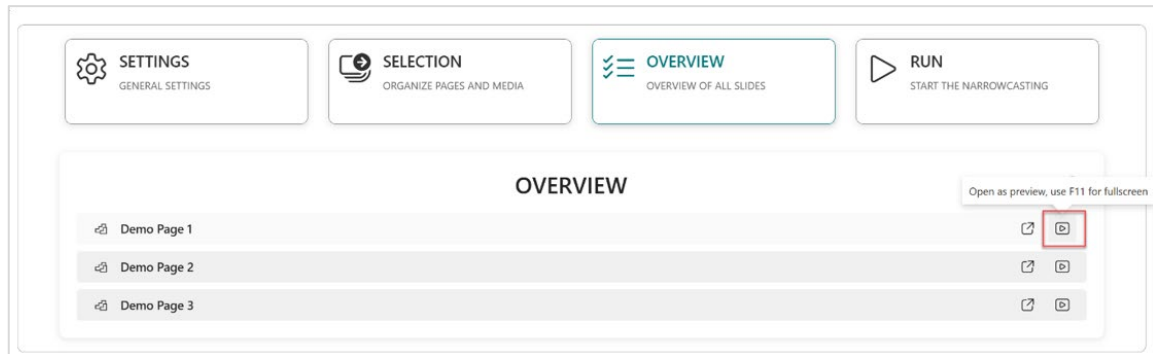 SETTINGS
GENERAL SETTINGS
SELECTION
ORGANIZE PAGES AND MEDIA
OVERVIEW
OVERVIEW OF ALL SLIDES
RUN
START THE NARROWCASTING
OVERVIEW
Open as preview, use F11 for fullscreen
Demo Page 1
Demo Page 2
Demo Page 3